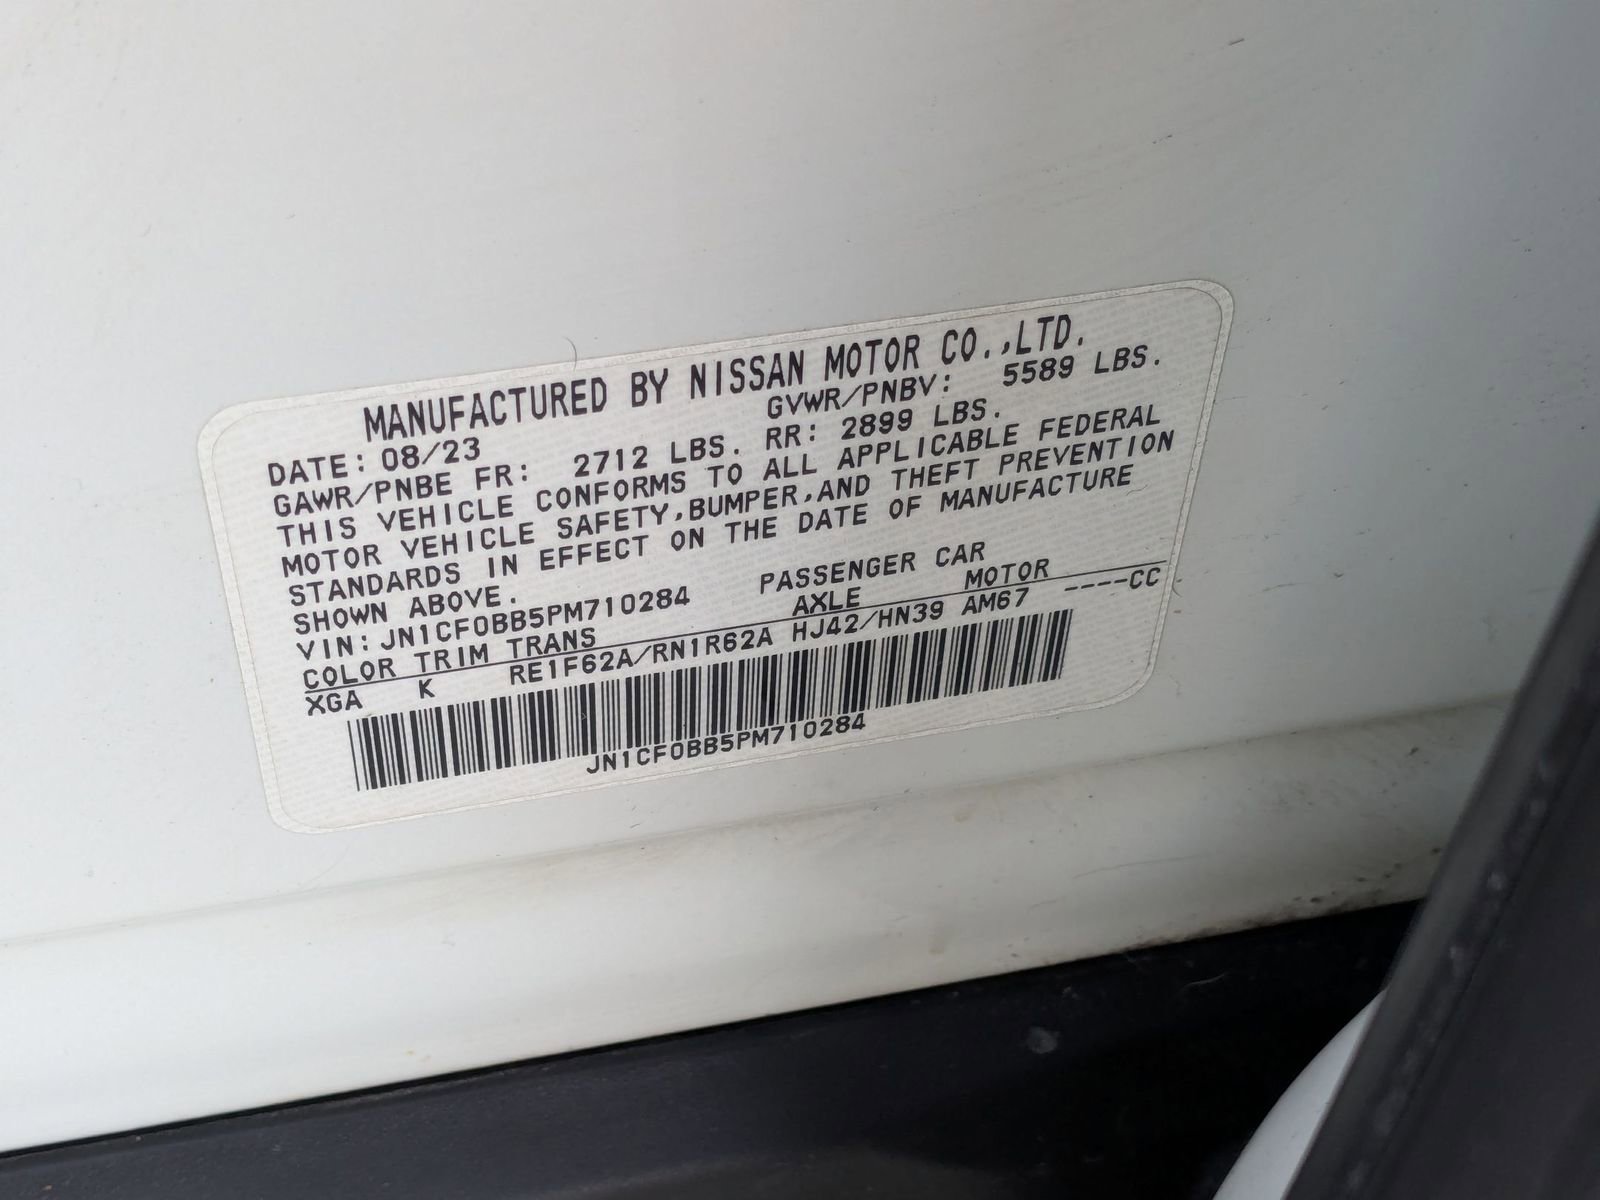 MANUFACTURED BY NISSAN MOTOR CO.,LTD.
DATE: 08/23 GVWR/PNBV: 5589 LBS.
GAWR/PNBE FR: 2712 LBS. RR: 2899 LBS.
THIS VEHICLE CONFORMS TO ALL APPLICABLE FEDERAL
MOTOR VEHICLE SAFETY,BUMPER,AND THEFT PREVENTION
STANDARDS IN EFFECT ON THE DATE OF MANUFACTURE
SHOWN ABOVE.
VIN: JN1CF0BB5PM710284 PASSENGER CAR
COLOR TRIM TRANS AXLE MOTOR
XGA K RE1F62A/RN1R62A HJ42/HN39 AM67 ----CC
JN1CF0BB5PM710284